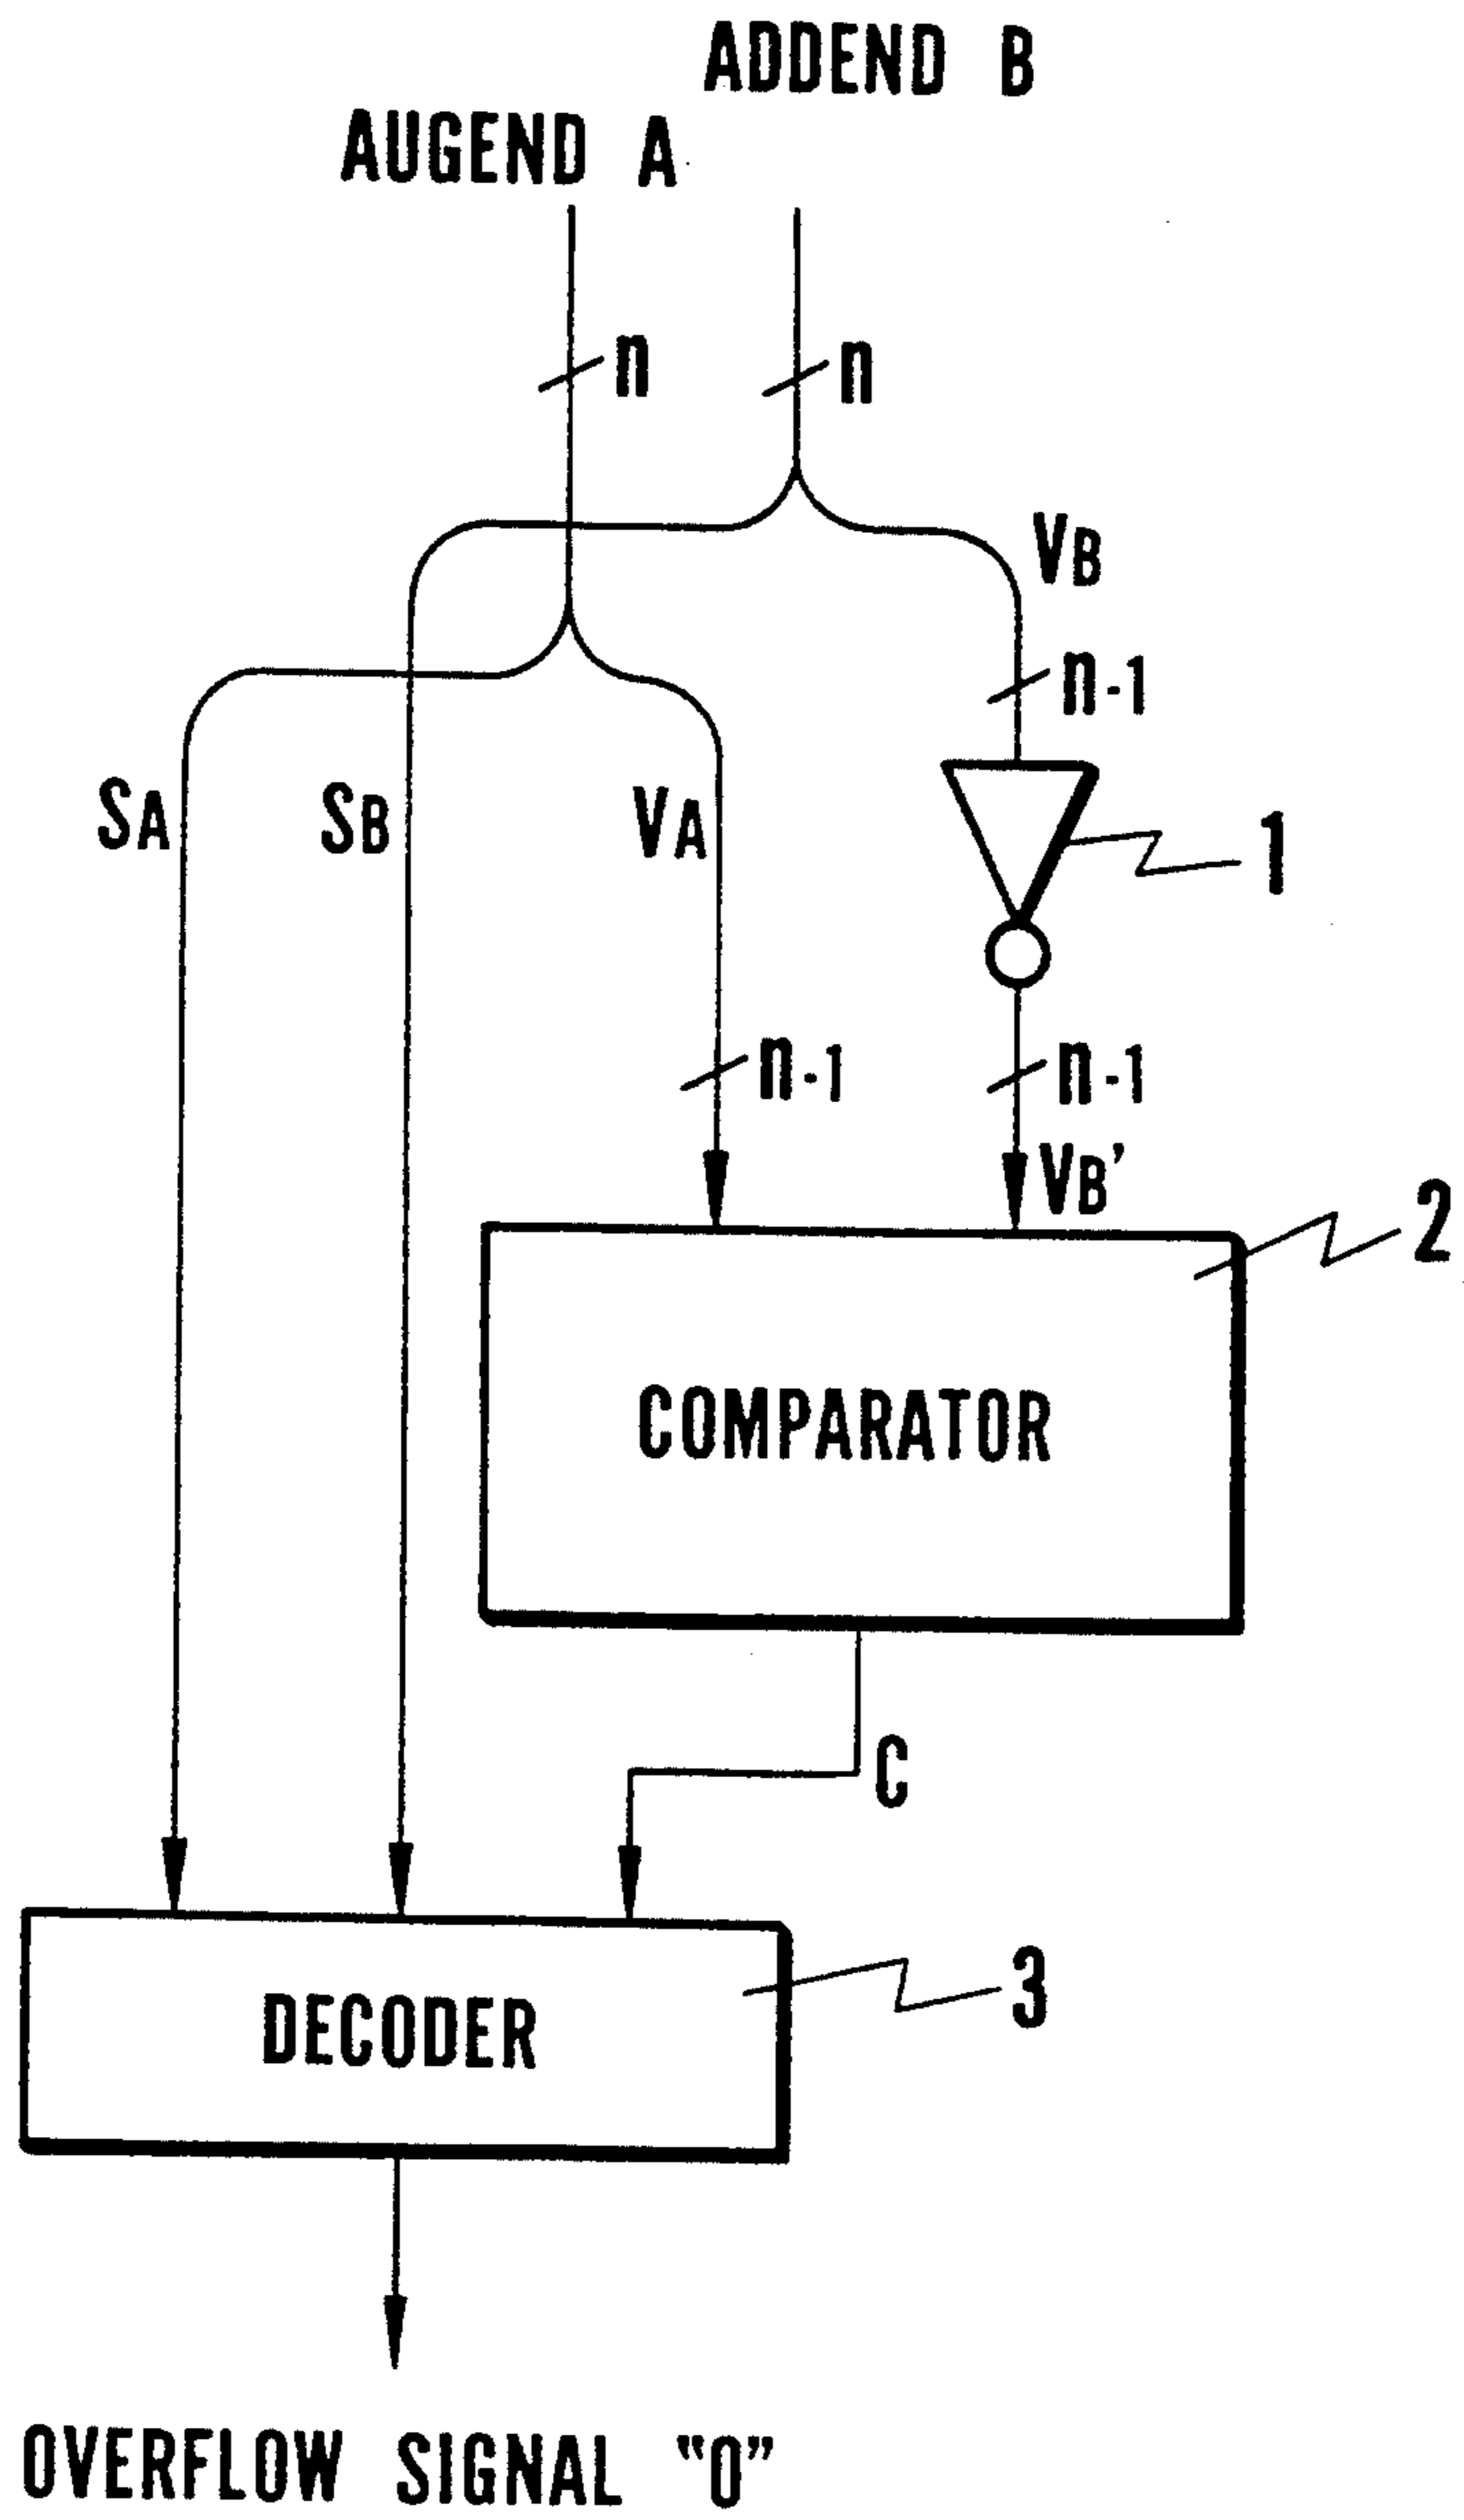 ADDEND B
AUGEND A
n
n
VB
n-1
SA
SB
VA
1
n-1
n-1
VB'
2
COMPARATOR
C
3
DECODER
OVERFLOW SIGNAL "O"